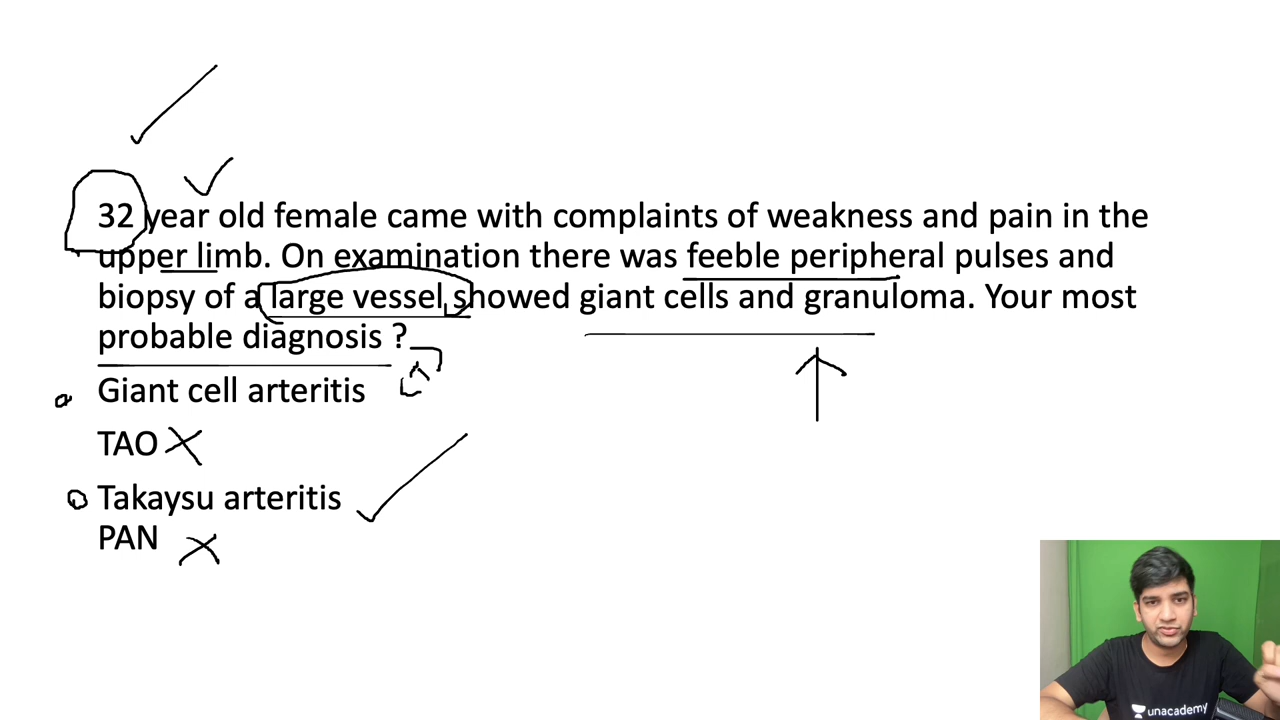 32 year old female came with complaints of weakness and pain in the
upper limb. On examination there was feeble peripheral pulses and
biopsy of a large vessel showed giant cells and granuloma. Your most
probable diagnosis ?
Giant cell arteritis
TAO
Takaysu arteritis
PAN
unacademy